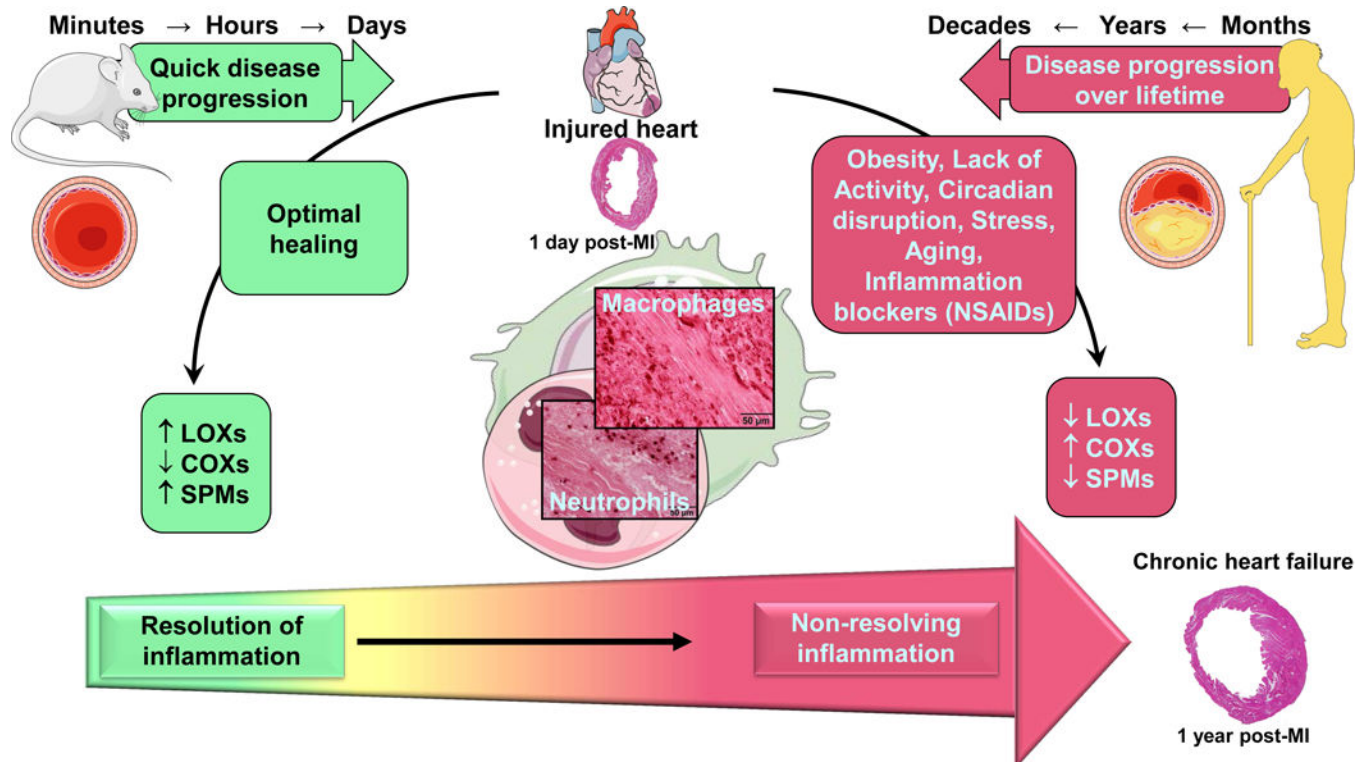 Minutes → Hours → Days
Quick disease
progression
Optimal
healing
↑ LOXs
↓ COXs
↑ SPMs
Injured heart
1 day post-MI
Macrophages
50 µm
Neutrophils
50 µm
Decades ← Years ← Months
Disease progression
over lifetime
Obesity, Lack of
Activity, Circadian
disruption, Stress,
Aging,
Inflammation
blockers (NSAIDs)
↓ LOXs
↑ COXs
↓ SPMs
Resolution of
inflammation
Non-resolving
inflammation
Chronic heart failure
1 year post-MI